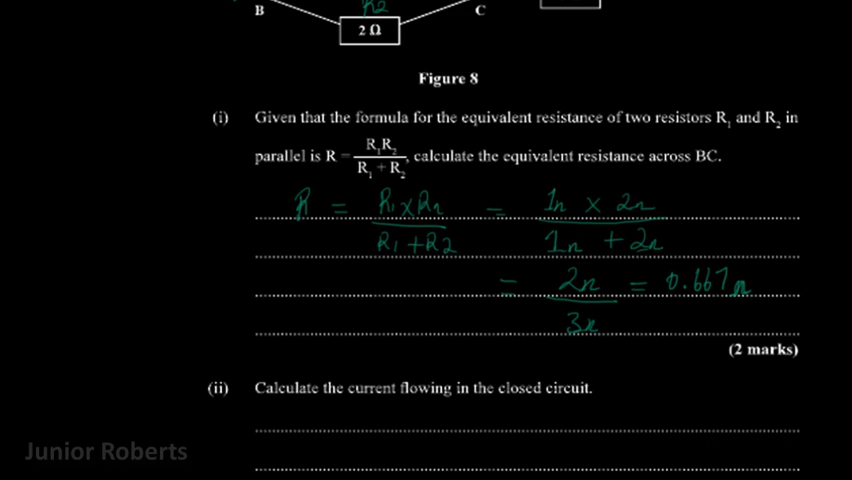 R2
B C
2 Ω
Figure 8
(i) Given that the formula for the equivalent resistance of two resistors R₁ and R₂ in
parallel is R = R₁R₂ / R₁ + R₂, calculate the equivalent resistance across BC.
R = R1 x R2 / R1 + R2 = 1Ω x 2Ω / 1Ω + 2Ω
= 2Ω / 3Ω = 0.667Ω
(2 marks)
(ii) Calculate the current flowing in the closed circuit.
Junior Roberts